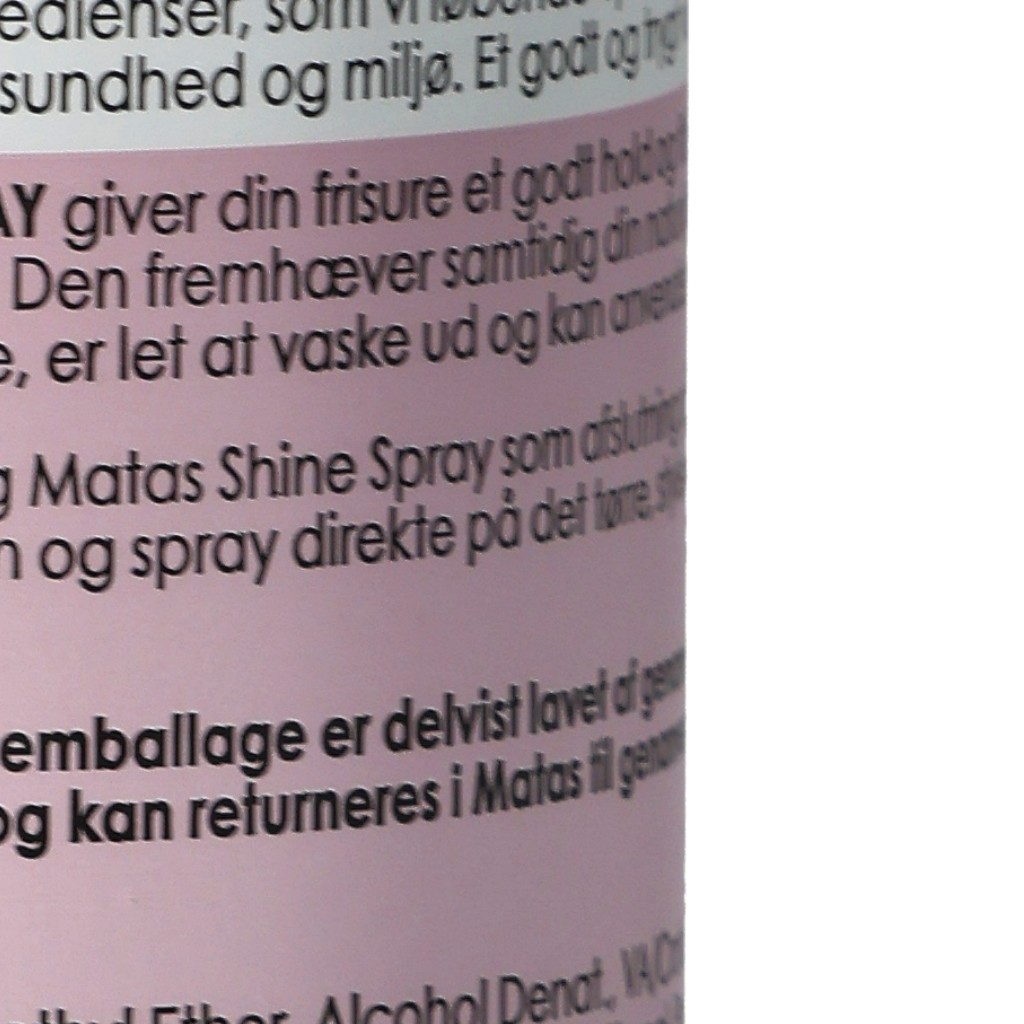 som vi
sundhed og miljø. Et godt og
giver din frisure et godt hold og
Den fremhæver samtidig din
er let at vaske ud og kan
Matas Shine Spray som afslutning
og spray direkte på det tørre,
emballage er delvist lavet af
og kan returneres i Matas til
Ether, Alcohol Denat.,